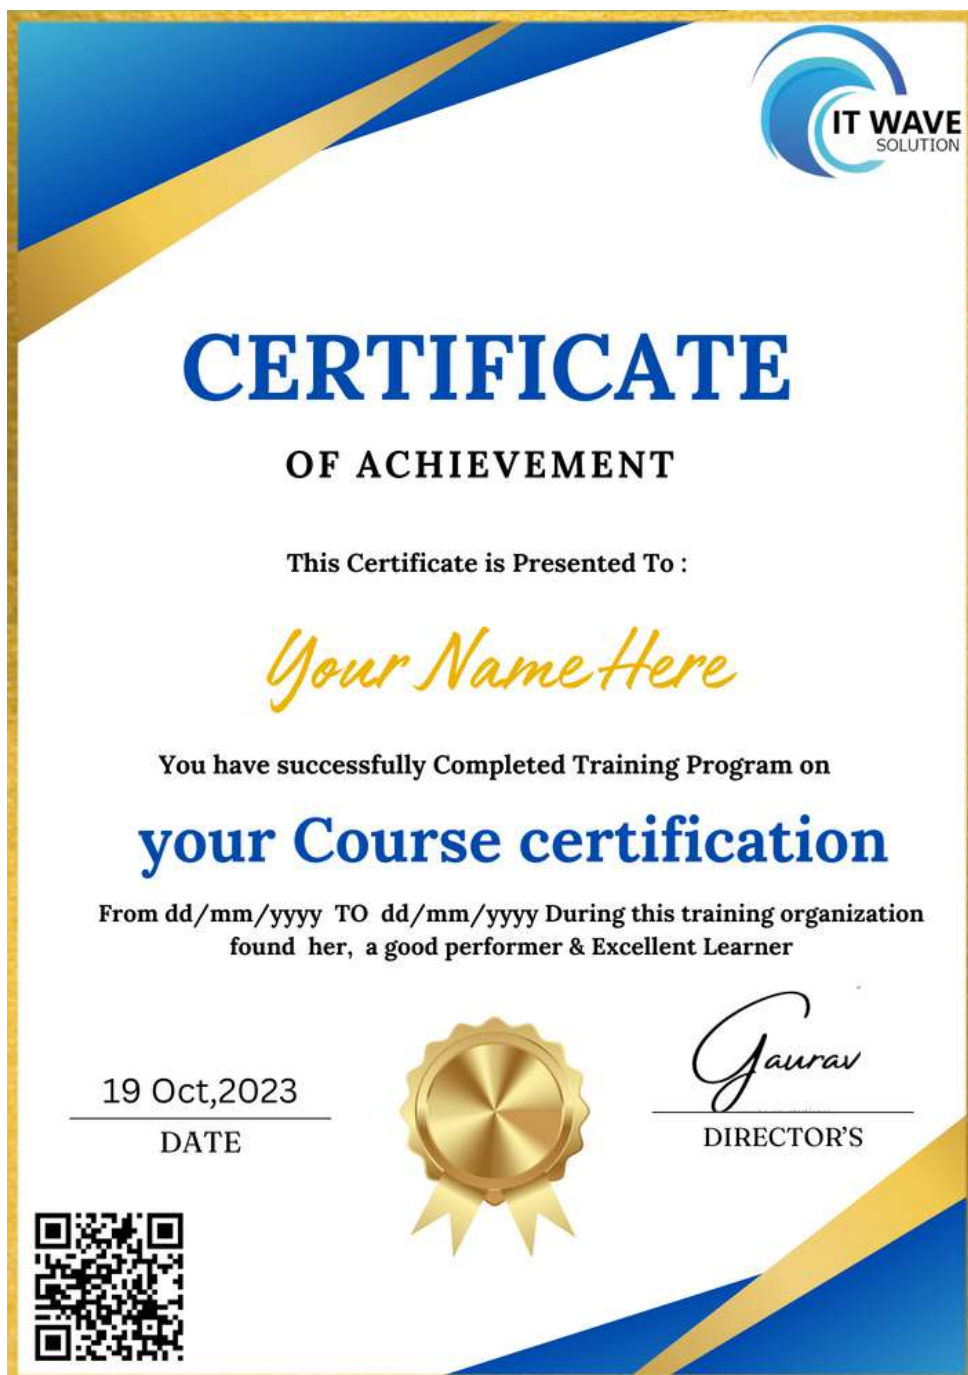 IT WAVE
SOLUTION
CERTIFICATE
OF ACHIEVEMENT
This Certificate is Presented To :
Your Name Here
You have successfully Completed Training Program on
your Course certification
From dd/mm/yyyy  TO  dd/mm/yyyy During this training organization
found  her,  a good performer & Excellent Learner
19 Oct,2023
DATE
Gaurav
DIRECTOR'S